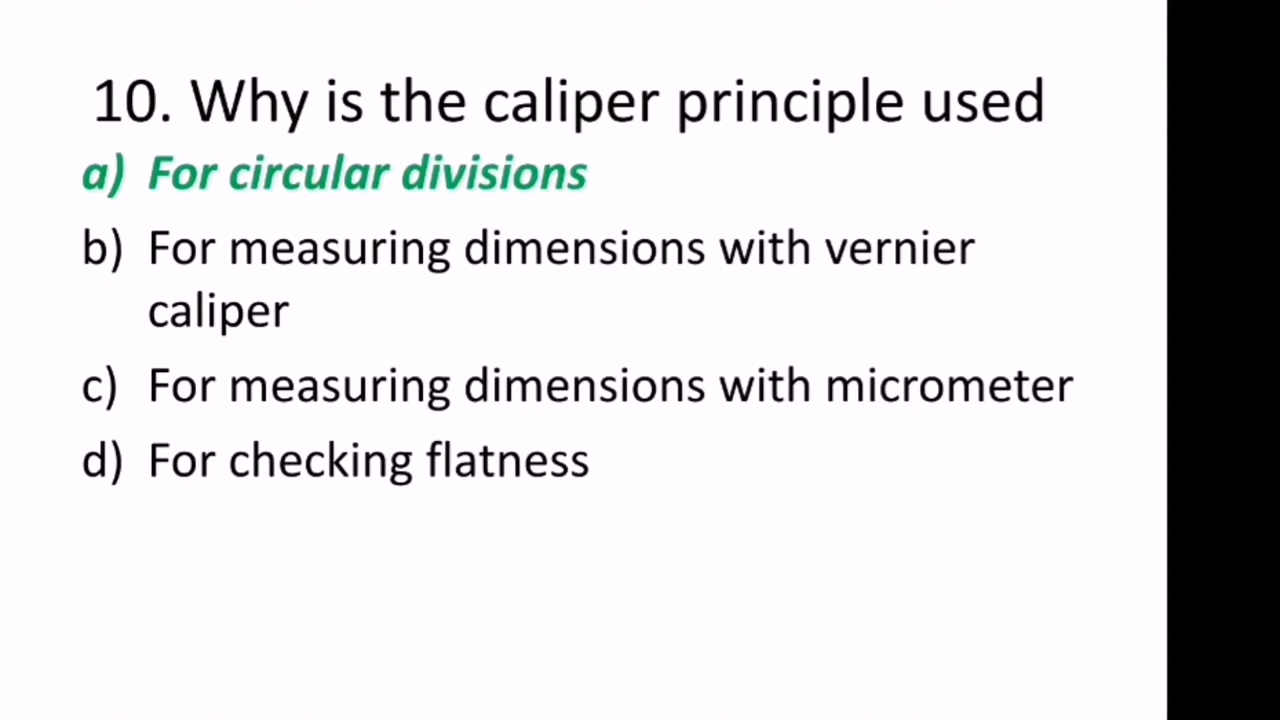 10. Why is the caliper principle used
a) For circular divisions
b) For measuring dimensions with vernier
caliper
c) For measuring dimensions with micrometer
d) For checking flatness